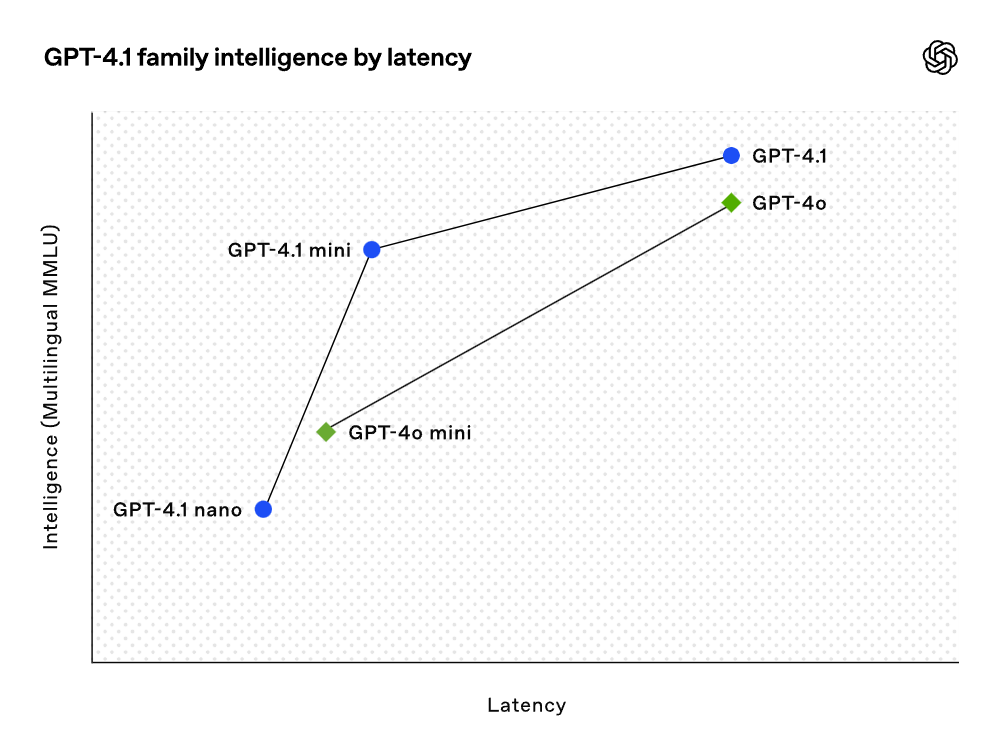 GPT-4.1 family intelligence by latency
GPT-4.1
GPT-4o
GPT-4.1 mini
GPT-4o mini
GPT-4.1 nano
Intelligence (Multilingual MMLU)
Latency